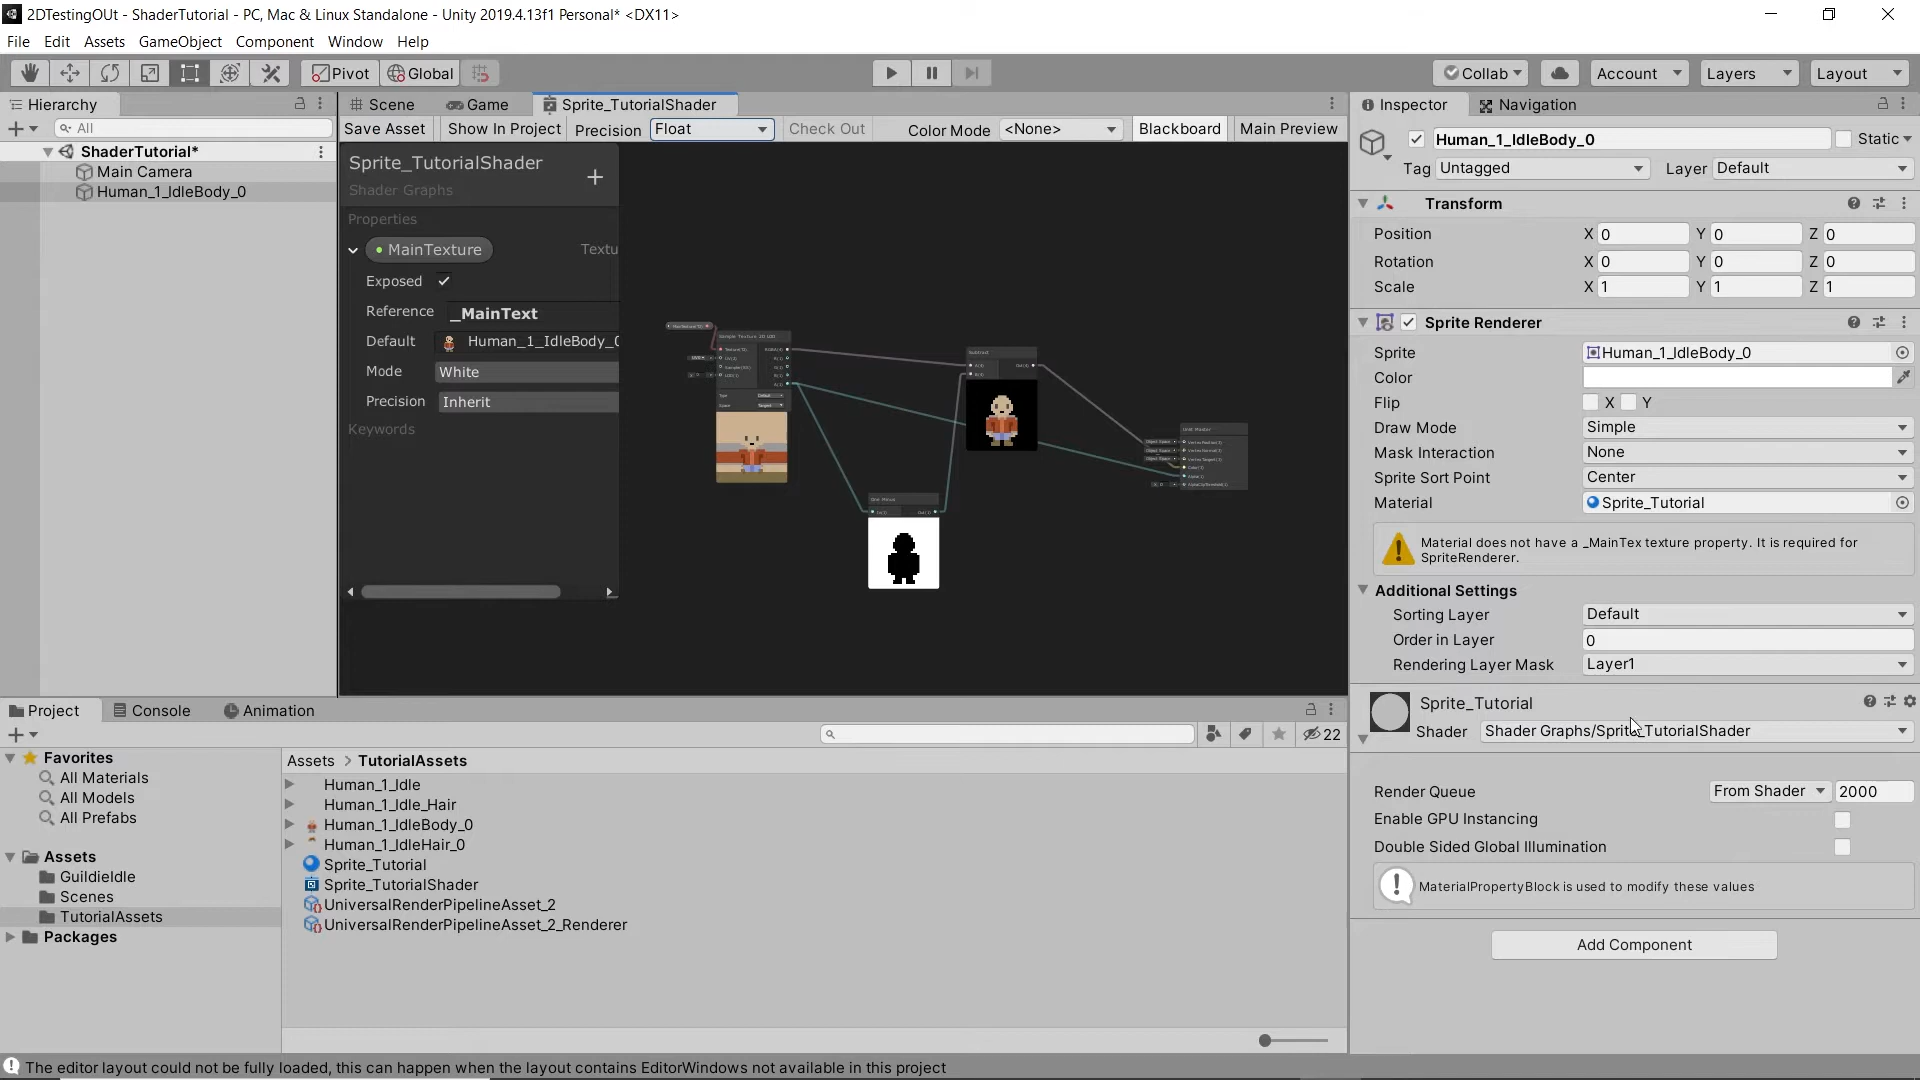 2DTestingOUt - ShaderTutorial - PC, Mac & Linux Standalone - Unity 2019.4.13f1 Personal* <DX11>
File Edit Assets GameObject Component Window Help
Pivot Global Collab Account Layers Layout
Hierarchy
All
ShaderTutorial*
Main Camera
Human_1_IdleBody_0
Scene Game Sprite_TutorialShader
Save Asset Show In Project Precision Float Check Out Color Mode <None> Blackboard Main Preview
Sprite_TutorialShader
Shader Graphs
Properties
MainTexture Textu
Exposed
Reference _MainText
Default Human_1_IdleBody_0
Mode White
Precision Inherit
Keywords
Sample Texture 2D LOD
Subtract
One Minus
Unlit Master
Inspector Navigation
Human_1_IdleBody_0 Static
Tag Untagged Layer Default
Transform
Position X 0 Y 0 Z 0
Rotation X 0 Y 0 Z 0
Scale X 1 Y 1 Z 1
Sprite Renderer
Sprite Human_1_IdleBody_0
Color
Flip X Y
Draw Mode Simple
Mask Interaction None
Sprite Sort Point Center
Material Sprite_Tutorial
Material does not have a _MainTex texture property. It is required for
SpriteRenderer.
Additional Settings
Sorting Layer Default
Order in Layer 0
Rendering Layer Mask Layer1
Sprite_Tutorial
Shader Shader Graphs/Sprite_TutorialShader
Render Queue From Shader 2000
Enable GPU Instancing
Double Sided Global Illumination
MaterialPropertyBlock is used to modify these values
Add Component
Project Console Animation
22
Favorites
All Materials
All Models
All Prefabs
Assets
GuildieIdle
Scenes
TutorialAssets
Packages
Assets > TutorialAssets
Human_1_Idle
Human_1_Idle_Hair
Human_1_IdleBody_0
Human_1_IdleHair_0
Sprite_Tutorial
Sprite_TutorialShader
UniversalRenderPipelineAsset_2
UniversalRenderPipelineAsset_2_Renderer
The editor layout could not be fully loaded, this can happen when the layout contains EditorWindows not available in this project